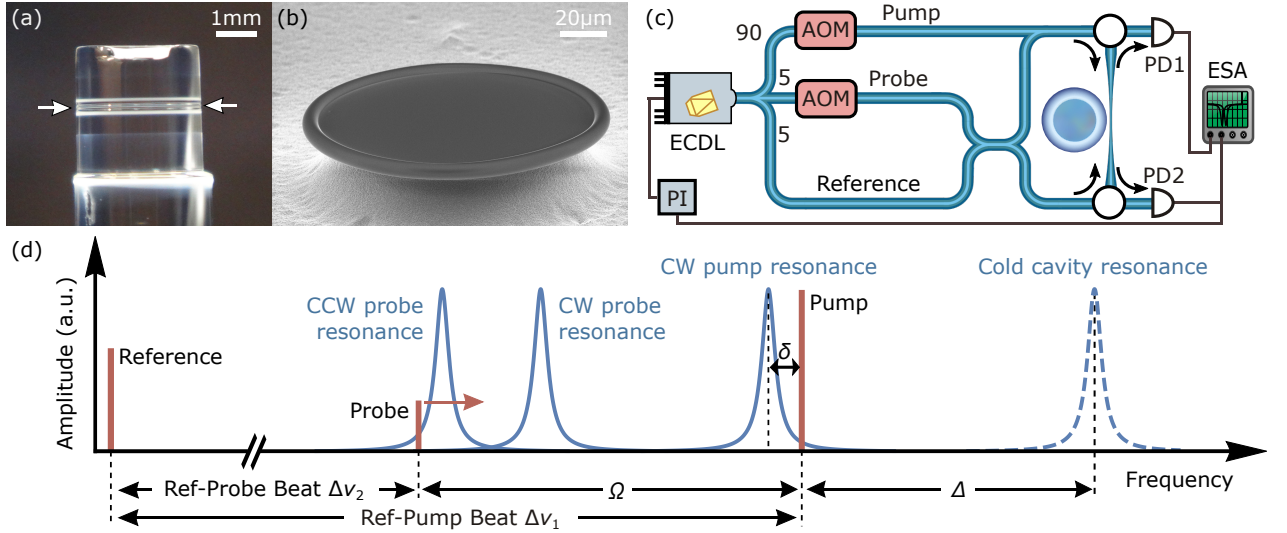 (a)
1mm
(b)
20μm
(c)
Pump
90
AOM
5
Probe
AOM
5
ECDL
Reference
PI
PD1
PD2
ESA
(d)
Amplitude (a.u.)
Reference
CCW probe
resonance
CW probe
resonance
Probe
CW pump resonance
Pump
δ
Cold cavity resonance
Frequency
Ref-Probe Beat Δν₂
Ω
Δ
Ref-Pump Beat Δν₁